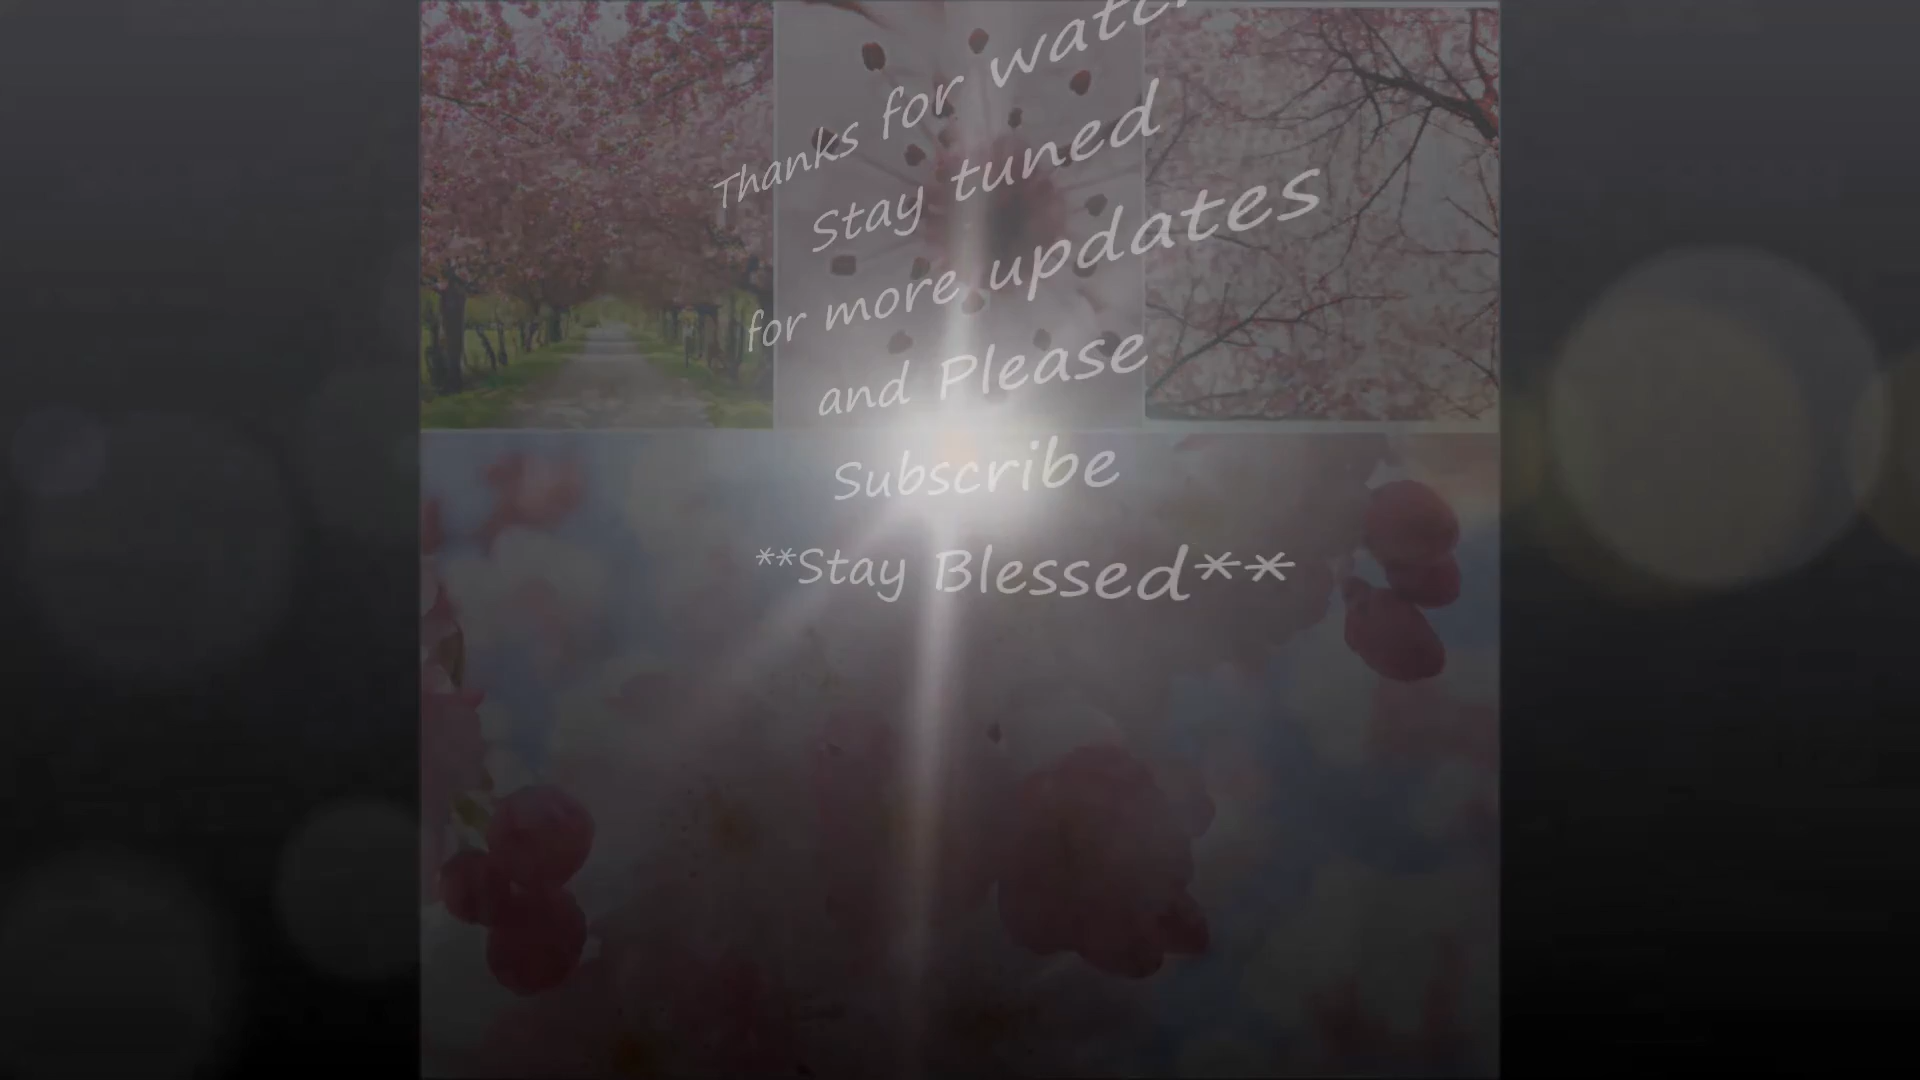 Thanks for
Stay tuned
for more updates
and Please
Subscribe
**Stay Blessed**